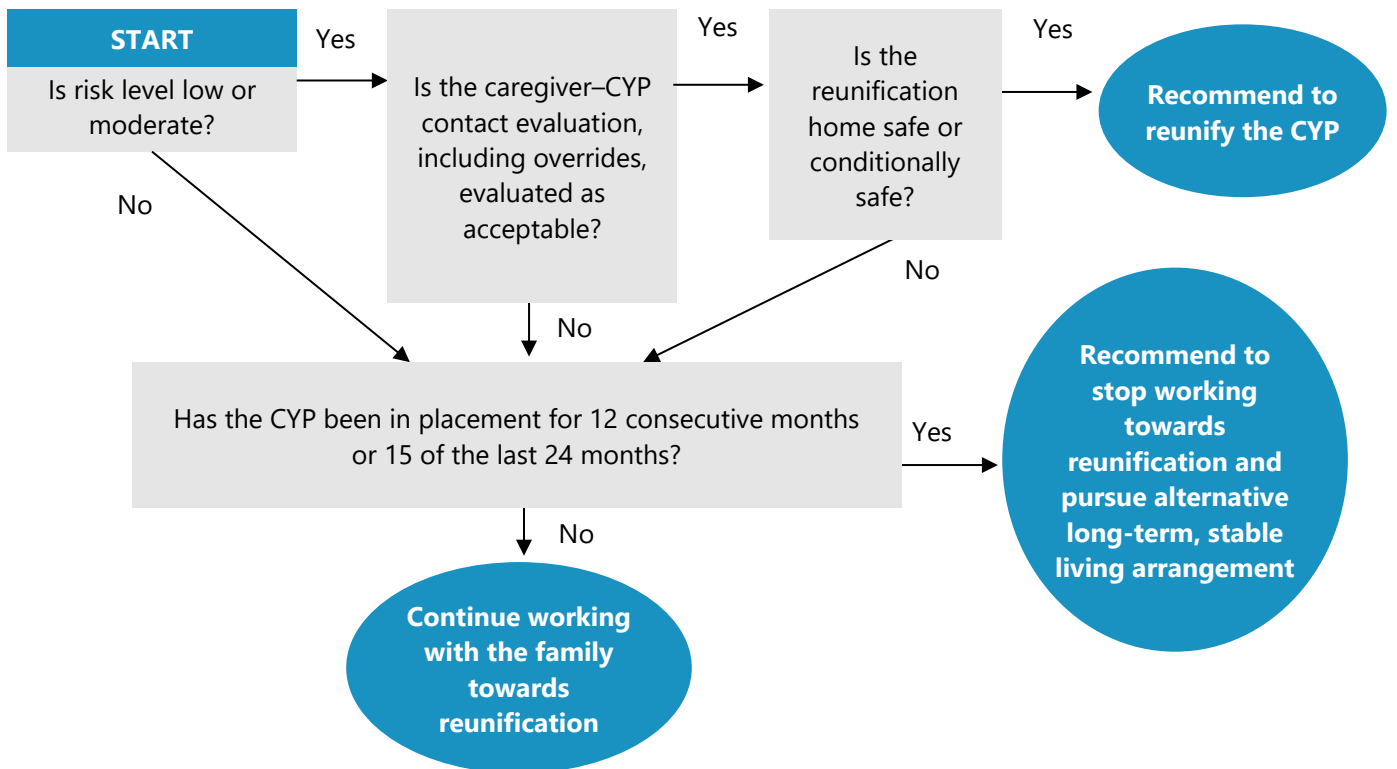 START
Is risk level low or
moderate?
Yes
No
Is the caregiver–CYP
contact evaluation,
including overrides,
evaluated as
acceptable?
Yes
No
Is the
reunification
home safe or
conditionally
safe?
Yes
No
Recommend to
reunify the CYP
Has the CYP been in placement for 12 consecutive months
or 15 of the last 24 months?
Yes
No
Recommend to
stop working
towards
reunification and
pursue alternative
long-term, stable
living arrangement
Continue working
with the family
towards
reunification